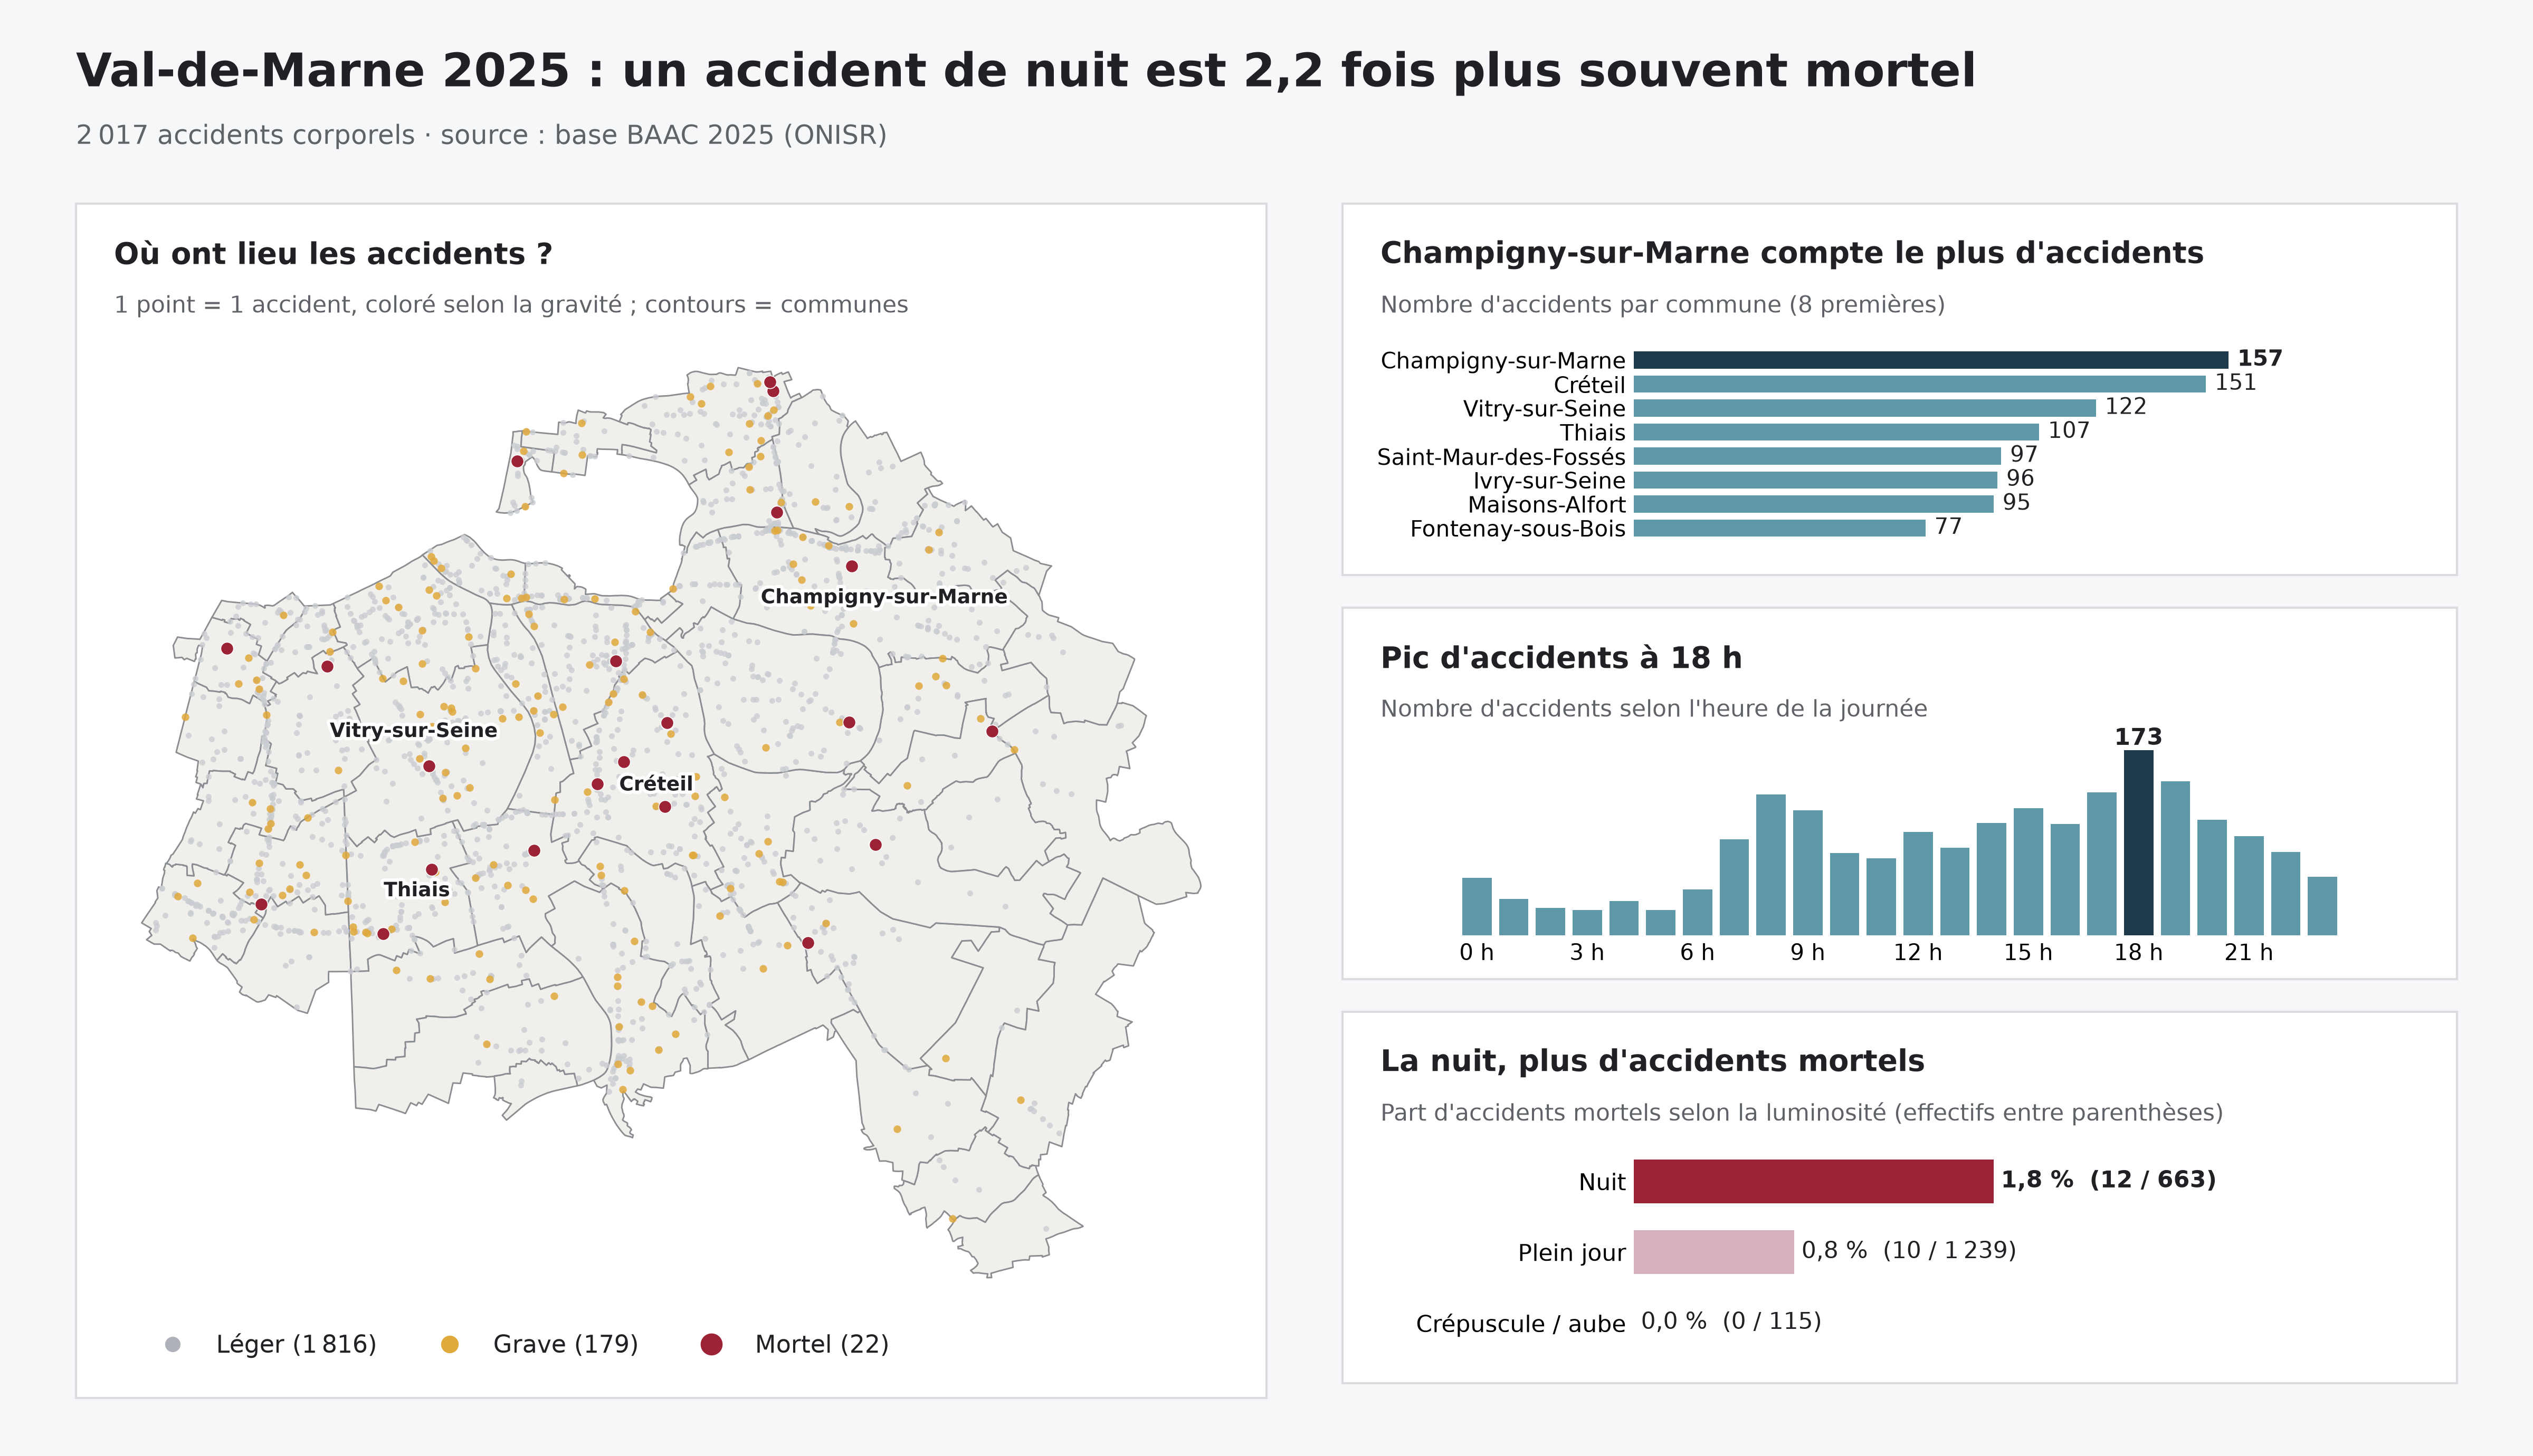 Val-de-Marne 2025 : un accident de nuit est 2,2 fois plus souvent mortel
2 017 accidents corporels · source : base BAAC 2025 (ONISR)
Où ont lieu les accidents ?
1 point = 1 accident, coloré selon la gravité ; contours = communes
Champigny-sur-Marne
Vitry-sur-Seine
Créteil
Thiais
Léger (1 816)
Grave (179)
Mortel (22)
Champigny-sur-Marne compte le plus d'accidents
Nombre d'accidents par commune (8 premières)
Champigny-sur-Marne 157
Créteil 151
Vitry-sur-Seine 122
Thiais 107
Saint-Maur-des-Fossés 97
Ivry-sur-Seine 96
Maisons-Alfort 95
Fontenay-sous-Bois 77
Pic d'accidents à 18 h
Nombre d'accidents selon l'heure de la journée
173
0 h 3 h 6 h 9 h 12 h 15 h 18 h 21 h
La nuit, plus d'accidents mortels
Part d'accidents mortels selon la luminosité (effectifs entre parenthèses)
Nuit 1,8 % (12 / 663)
Plein jour 0,8 % (10 / 1 239)
Crépuscule / aube 0,0 % (0 / 115)